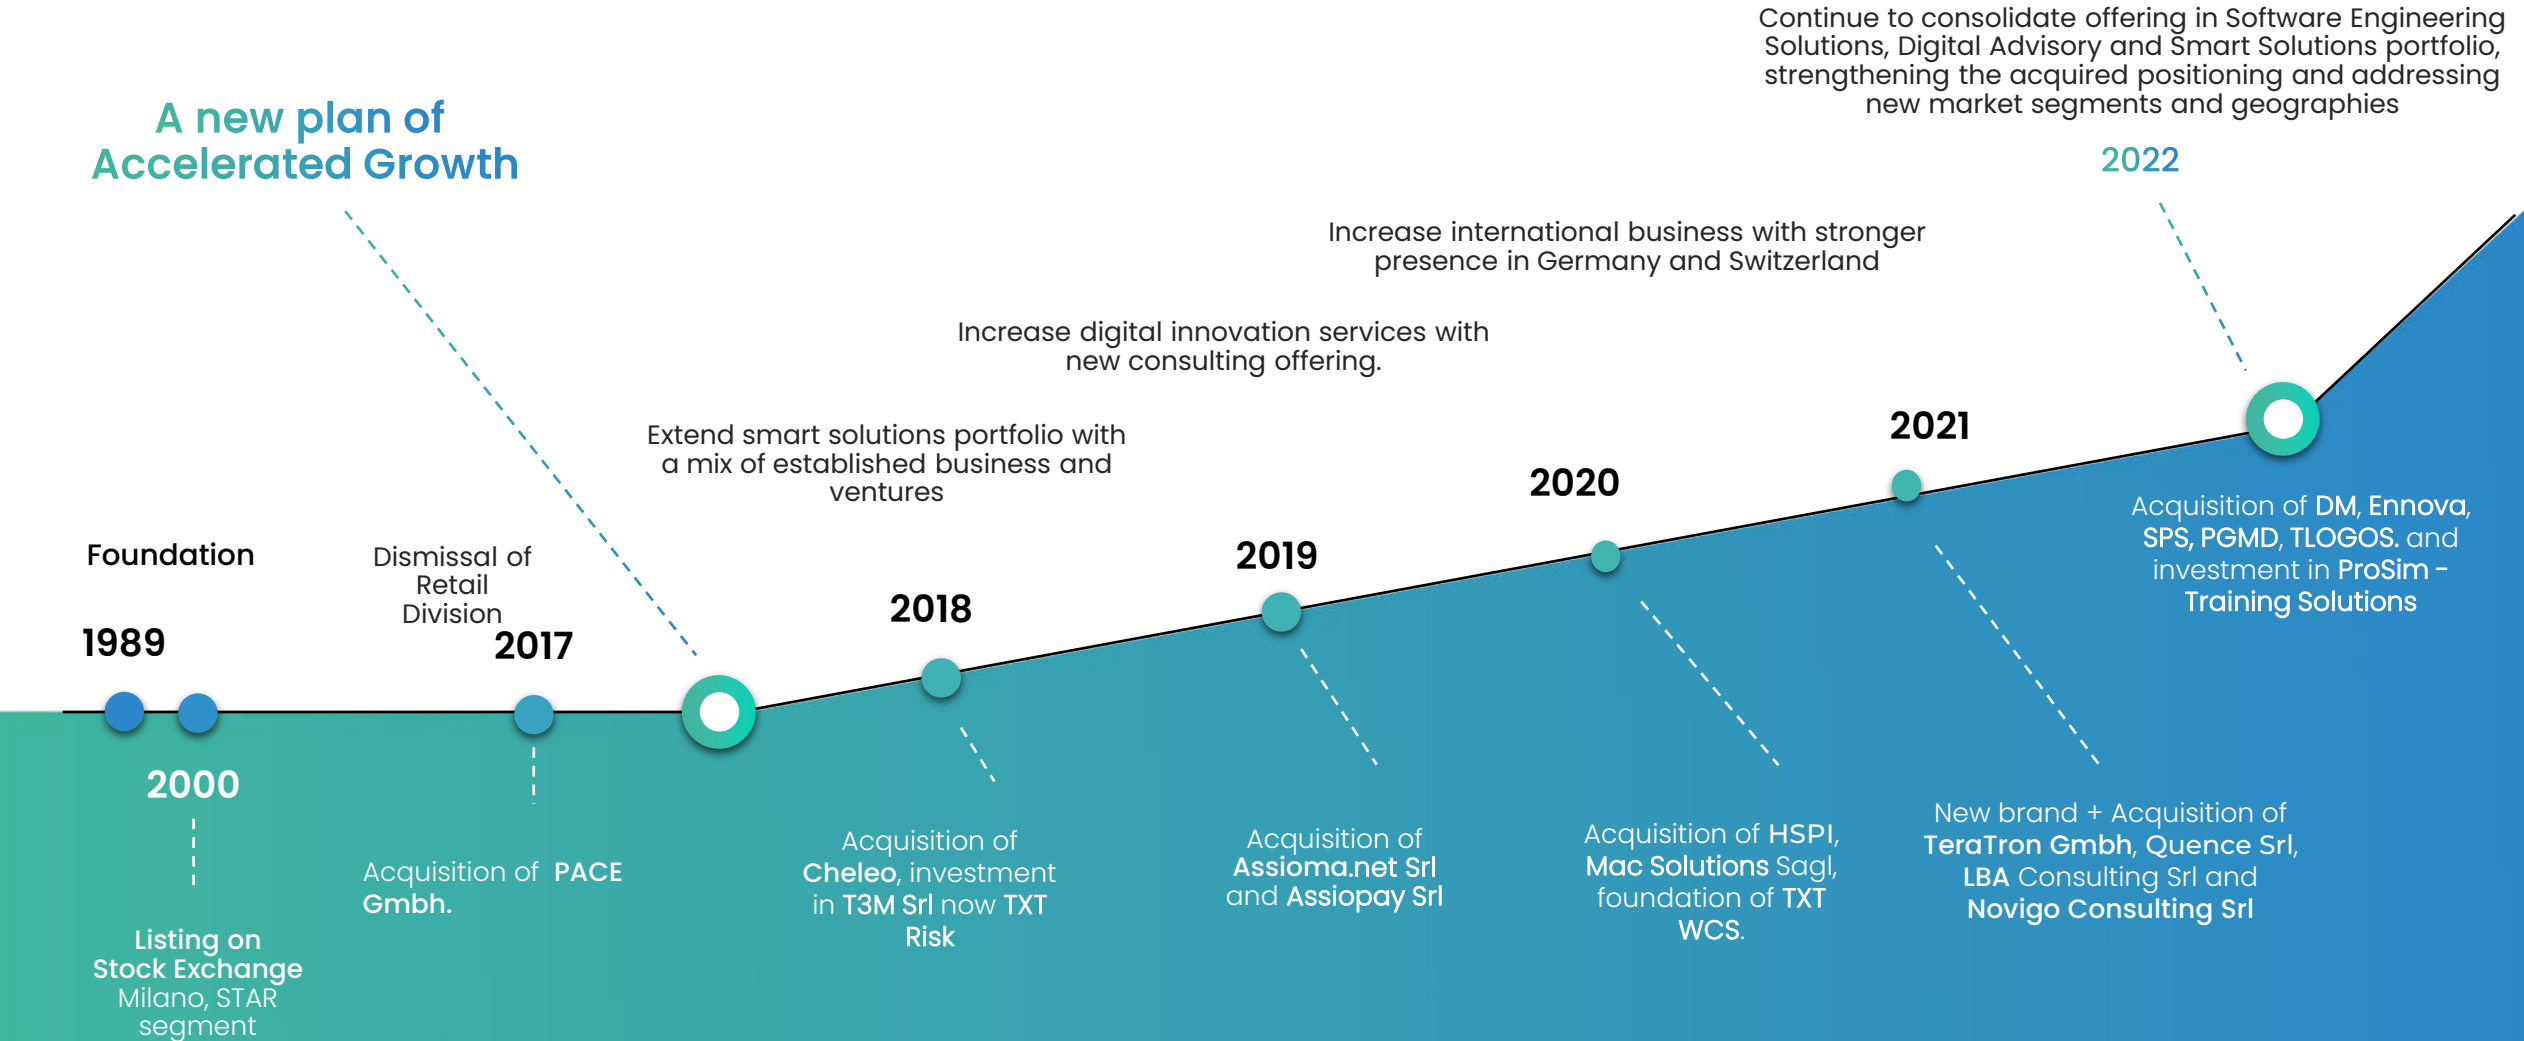 A new plan of
Accelerated Growth
Foundation
1989
2000
Listing on
Stock Exchange
Milano, STAR
segment
Dismissal of
Retail
Division
2017
Acquisition of PACE
Gmbh.
Extend smart solutions portfolio with
a mix of established business and
ventures
2018
Acquisition of
Cheleo, investment
in T3M Srl now TXT
Risk
Increase digital innovation services with
new consulting offering.
2019
Acquisition of
Assioma.net Srl
and Assiopay Srl
Increase international business with stronger
presence in Germany and Switzerland
2020
Acquisition of HSPI,
Mac Solutions Sagl,
foundation of TXT
WCS.
2021
New brand + Acquisition of
TeraTron Gmbh, Quence Srl,
LBA Consulting Srl and
Novigo Consulting Srl
Continue to consolidate offering in Software Engineering
Solutions, Digital Advisory and Smart Solutions portfolio,
strengthening the acquired positioning and addressing
new market segments and geographies
2022
Acquisition of DM, Ennova,
SPS, PGMD, TLOGOS. and
investment in ProSim -
Training Solutions